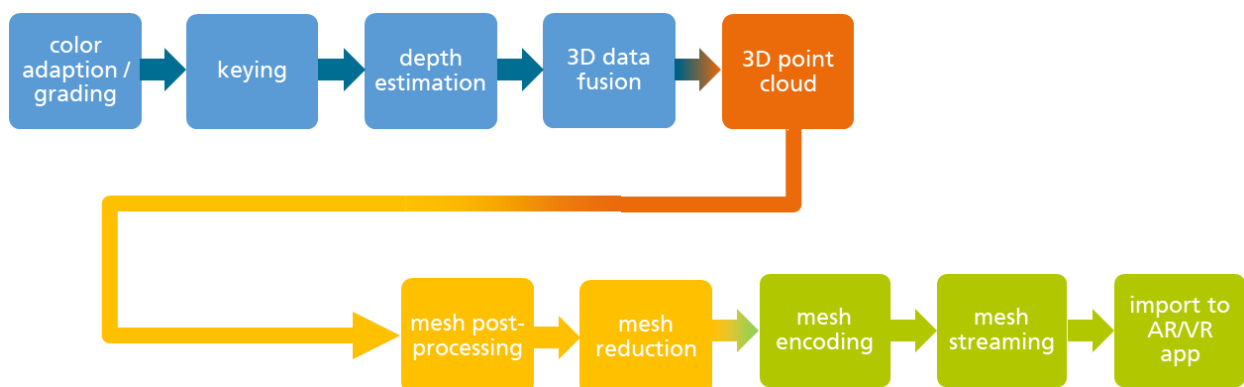 color
adaption /
grading
keying
depth
estimation
3D data
fusion
3D point
cloud
mesh post-
processing
mesh
reduction
mesh
encoding
mesh
streaming
import to
AR/VR
app